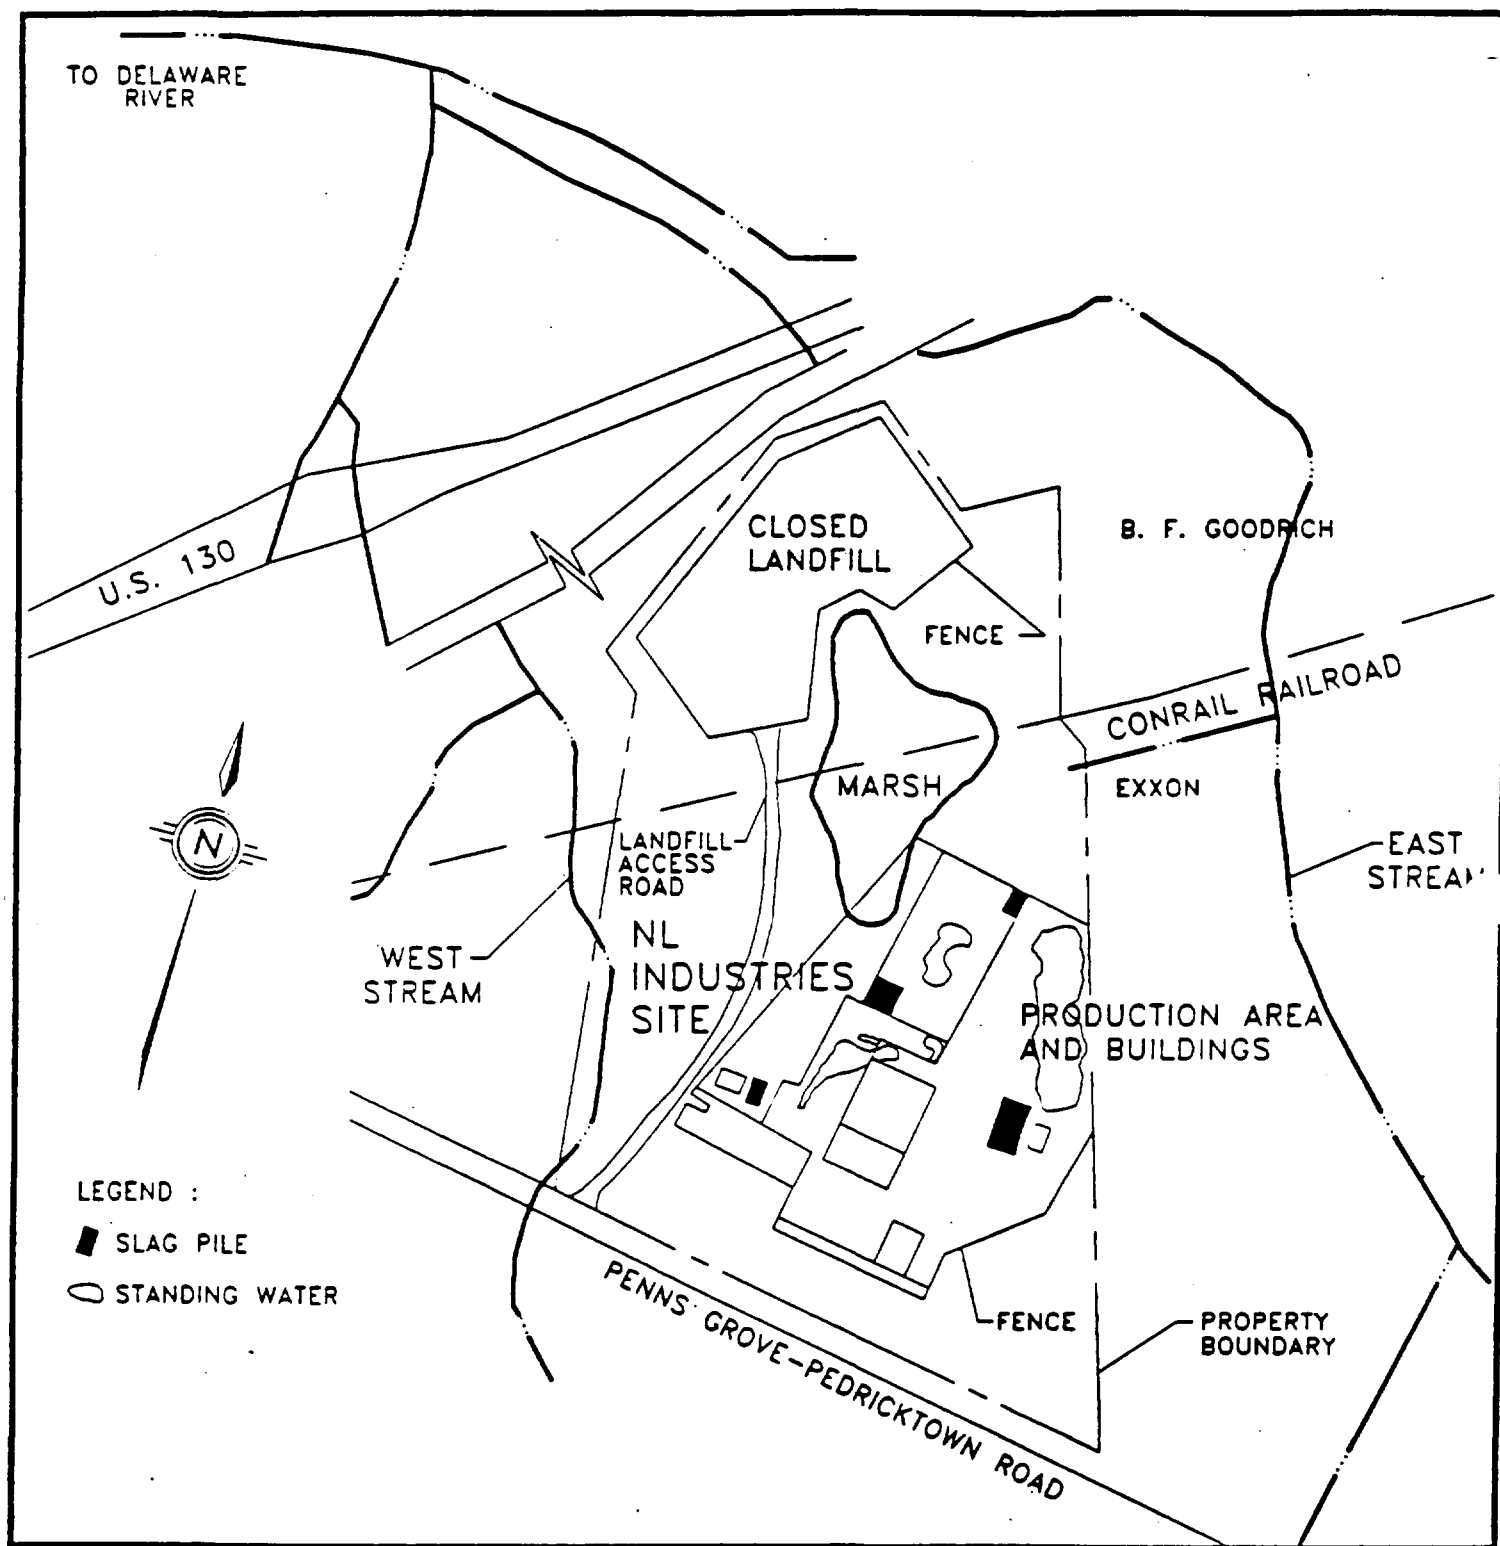 TO DELAWARE
RIVER
U.S. 130
CLOSED
LANDFILL
B. F. GOODRICH
FENCE
CONRAIL RAILROAD
MARSH
EXXON
LANDFILL
ACCESS
ROAD
EAST
STREAM
N
WEST
STREAM
NL
INDUSTRIES
SITE
PRODUCTION AREA
AND BUILDINGS
LEGEND :
SLAG PILE
STANDING WATER
PENNS GROVE-PEDRICKTOWN ROAD
FENCE
PROPERTY
BOUNDARY